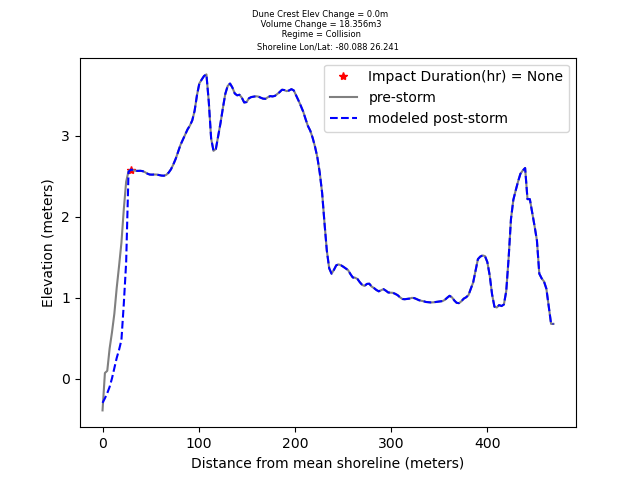 Dune Crest Elev Change = 0.0m
Volume Change = 18.356m3
Regime = Collision
Shoreline Lon/Lat: -80.088 26.241
Impact Duration(hr) = None
pre-storm
modeled post-storm
Elevation (meters)
3
2
1
0
0 100 200 300 400
Distance from mean shoreline (meters)